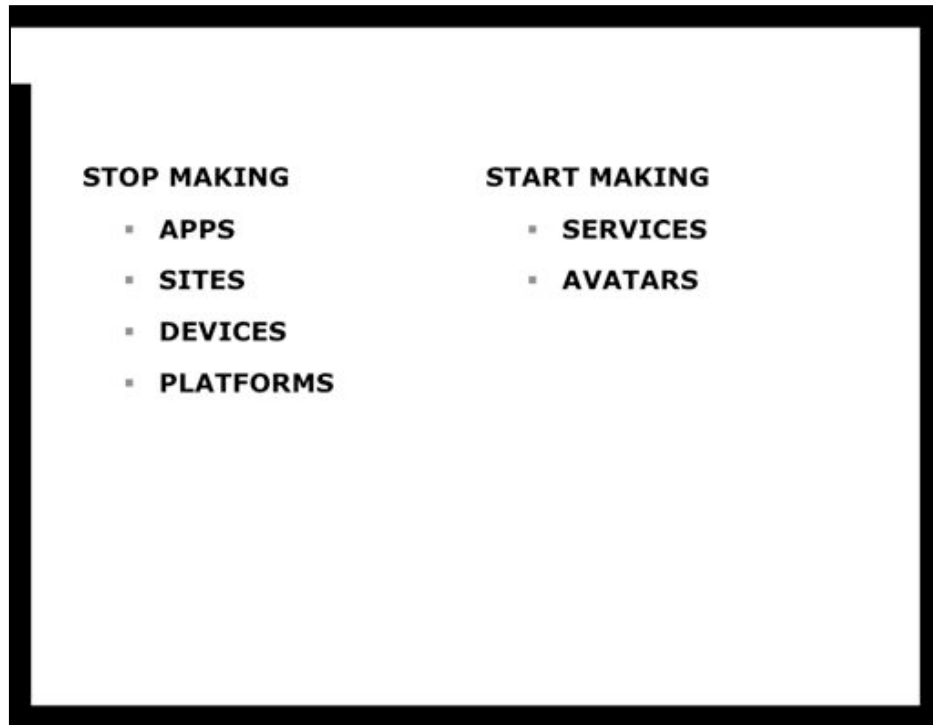 STOP MAKING
APPS
SITES
DEVICES
PLATFORMS
START MAKING
SERVICES
AVATARS